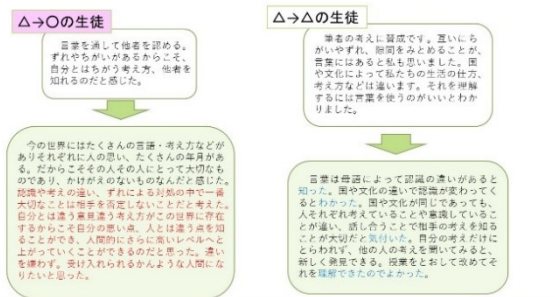 △→〇の生徒
言葉を通して他者を認める。
ずれやちがいがあるからこそ、
自分とはちがう考え方、他者を
知れるのだと感じた。
今の世界にはたくさんの言語・考え方などが
ありそれぞれに人の思い、たくさんの年月があ
る。だからこそその人その人にとって大切なも
のであり、かけがえのないものなんだと感じた。
認識や考えの違い、ずれによる対処の中で一番
大切なことは相手を否定しないことだと考えた。
自分とは違う意見違う考え方がこの世界に存在
するからこそ自分の思い点、人とは違う点を知
ることができ、人間的にさらに高いレベルへと
上がっていくことができるのだと思った。違い
を嫌わず。受け入れられるかんような人間にな
りたいと思った。
△→△の生徒
筆者の考えに賛成です。互いにち
がいやずれ、隙間をみとめることが、
言葉にはあると私も思いました。国
や文化によって私たちの生活の仕方、
考え方などは違います。それを理解
するには言葉を使うのがいいとわか
りました。
言葉は母語によって認識の違いがあると
知った。国や文化の違いで認識が変わってく
るとわかった。国や文化が同じであっても、
人それぞれ考えていることや意識しているこ
とが違い、話し合うことで相手の考えを知る
ことが大切だと気付いた。自分の考えだけに
とらわれず、他の人の考えを聞いてみると、
新しく発見できる。授業をとおして改めてそ
れを理解できたのでよかった。